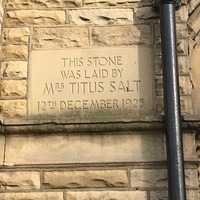 THIS STONE
WAS LAID BY
MRS TITUS SALT
12TH DECEMBER 1925